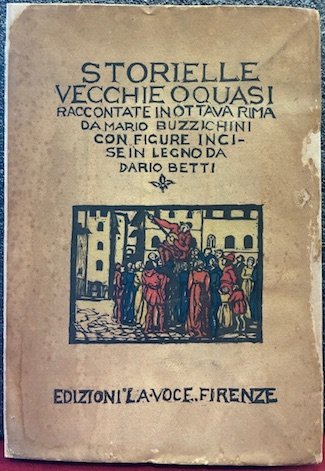 STORIELLE
VECCHIE O QUASI
RACCONTATE IN OTTAVA RIMA
DA MARIO BUZZICHINI
CON FIGURE INCI-
SE IN LEGNO DA
DARIO BETTI
EDIZIONI "LA·VOCE„ FIRENZE